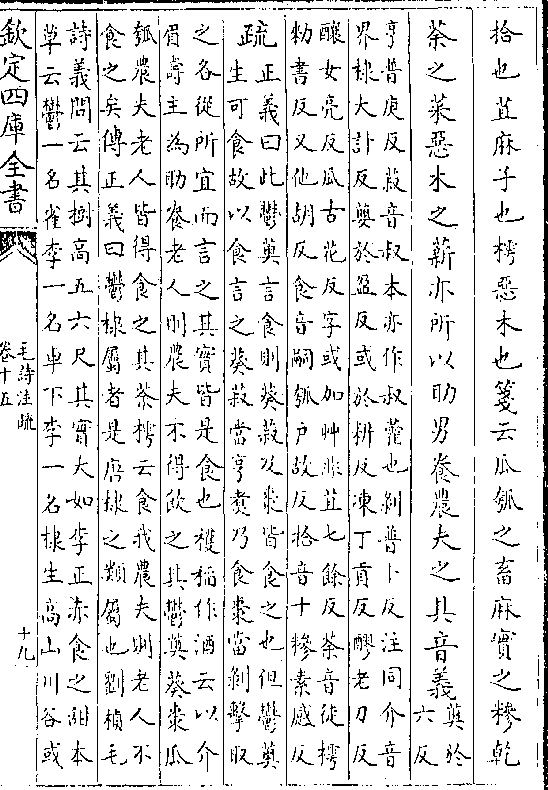 拾也苴麻子也樗惡木也箋云瓜瓠之畜麻實之糝乾
荼之菜惡木之薪亦所以助男養農夫之具音義薁於六反
亨普庚反菽音叔本亦作叔藿也剝普卜反注同介音
界棣大計反薁於盈反或於耕反凍丁貢反醪老刀反
釀女亮反瓜古花反字或加艸非苴七餘反荼音徒樗
勑書反又他胡反食音嗣瓠戶故反拾音十糝素感反
疏正義曰此鬱薁言食則葵菽及棗皆食之也但鬱薁
生可食故以食言之葵菽當亨煑乃食棗當剝擊取
之各從所宜而言之其實皆是食也穫稻作酒云以介
眉壽主為助養老人則農夫不得飲之其鬱薁葵棗瓜
瓠農夫老人皆得食之其荼樗云食我農夫則老人不
食之矣傳正義曰鬱棣屬者是唐棣之類屬也劉楨毛
詩義問云其樹高五六尺其實大如李正赤食之甜本
草云鬱一名雀李一名車下李一名棣生高山川谷或
欽定四庫全書
毛詩注疏
卷十五
十九